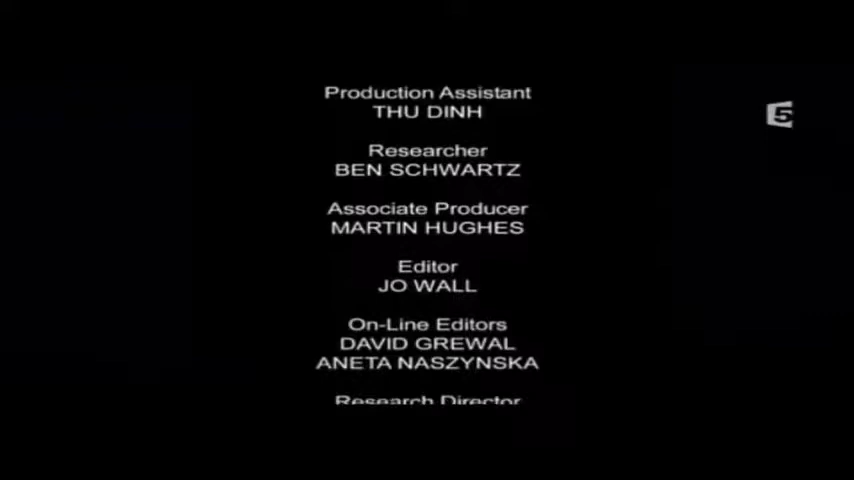 Production Assistant
THU DINH
5
Researcher
BEN SCHWARTZ
Associate Producer
MARTIN HUGHES
Editor
JO WALL
On-Line Editors
DAVID GREWAL
ANETA NASZYNSKA
Research Director